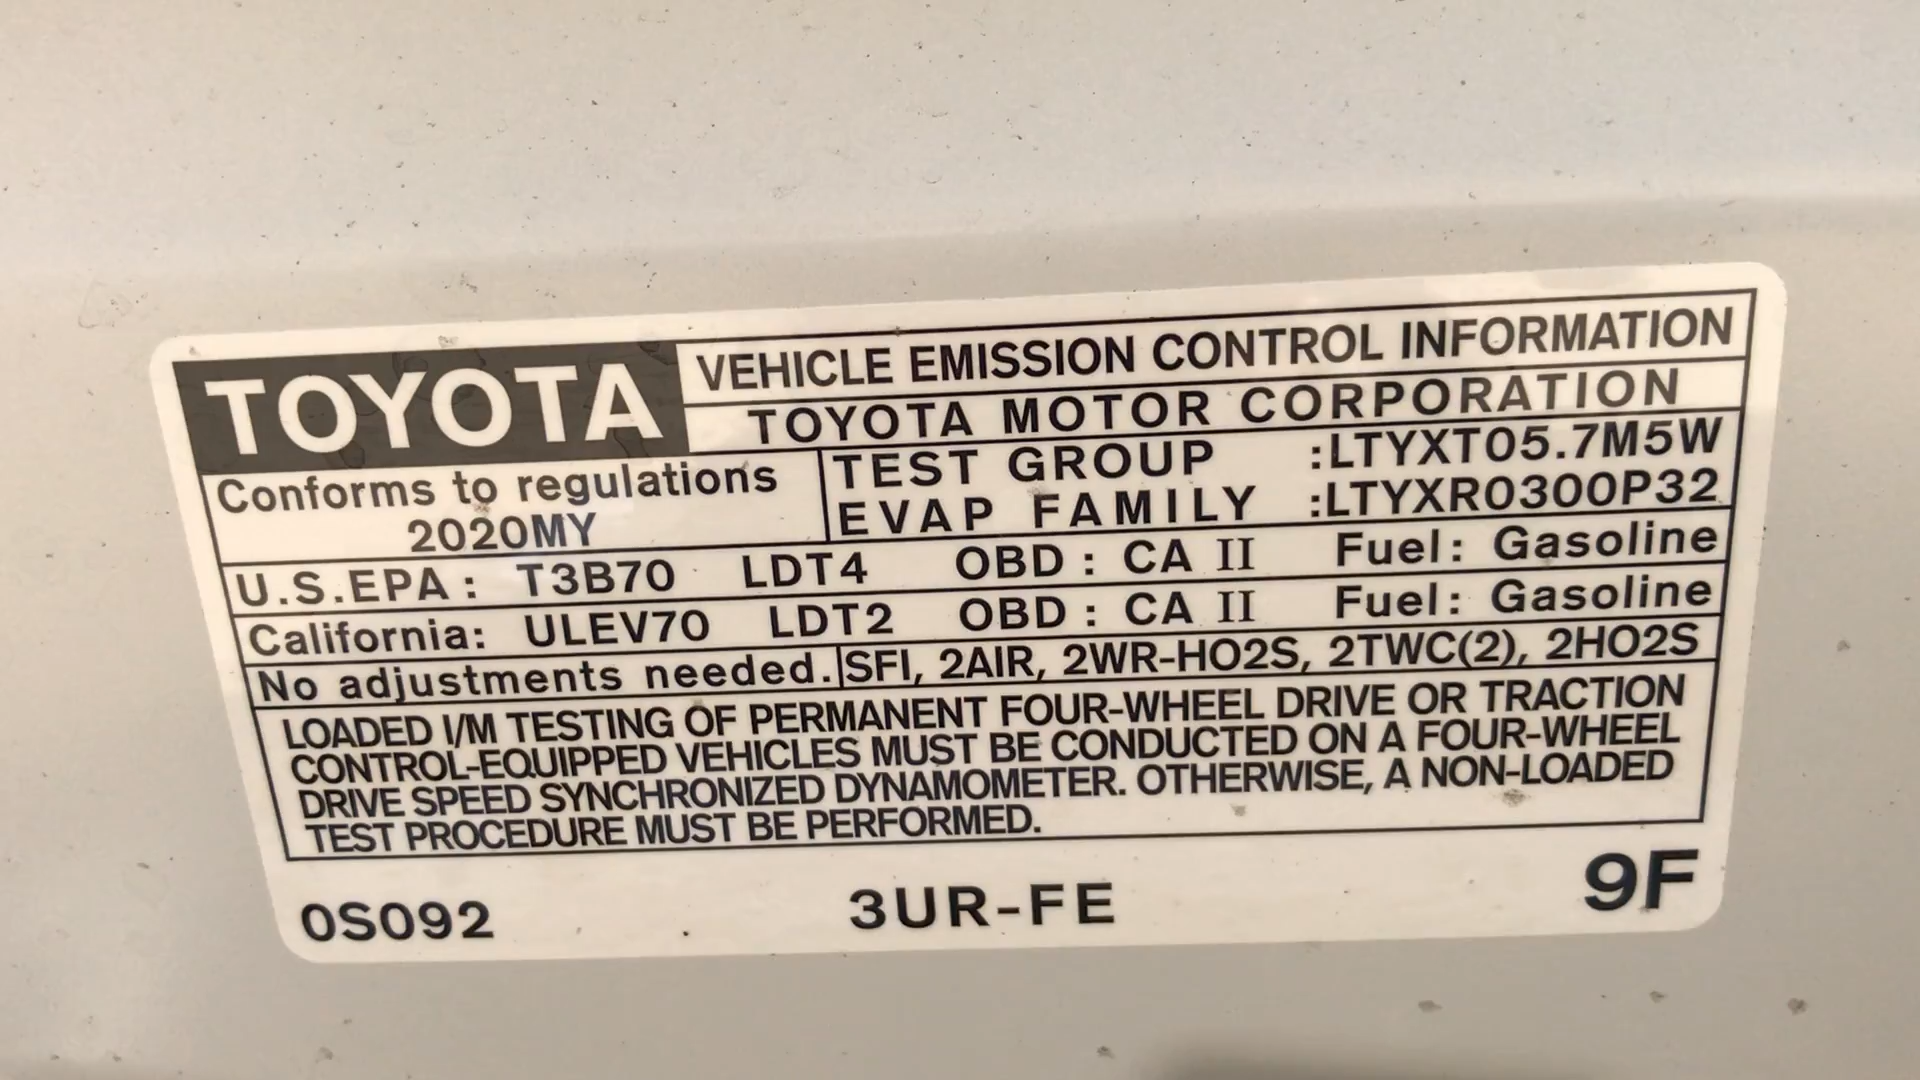 TOYOTA VEHICLE EMISSION CONTROL INFORMATION
TOYOTA MOTOR CORPORATION
Conforms to regulations
2020MY
TEST GROUP :LTYXT05.7M5W
EVAP FAMILY :LTYXR0300P32
U.S.EPA: T3B70 LDT4 OBD: CA II Fuel: Gasoline
California: ULEV70 LDT2 OBD: CA II Fuel: Gasoline
No adjustments needed. SFI, 2AIR, 2WR-HO2S, 2TWC(2), 2HO2S
LOADED I/M TESTING OF PERMANENT FOUR-WHEEL DRIVE OR TRACTION
CONTROL-EQUIPPED VEHICLES MUST BE CONDUCTED ON A FOUR-WHEEL
DRIVE SPEED SYNCHRONIZED DYNAMOMETER. OTHERWISE, A NON-LOADED
TEST PROCEDURE MUST BE PERFORMED.
0S092 3UR-FE 9F